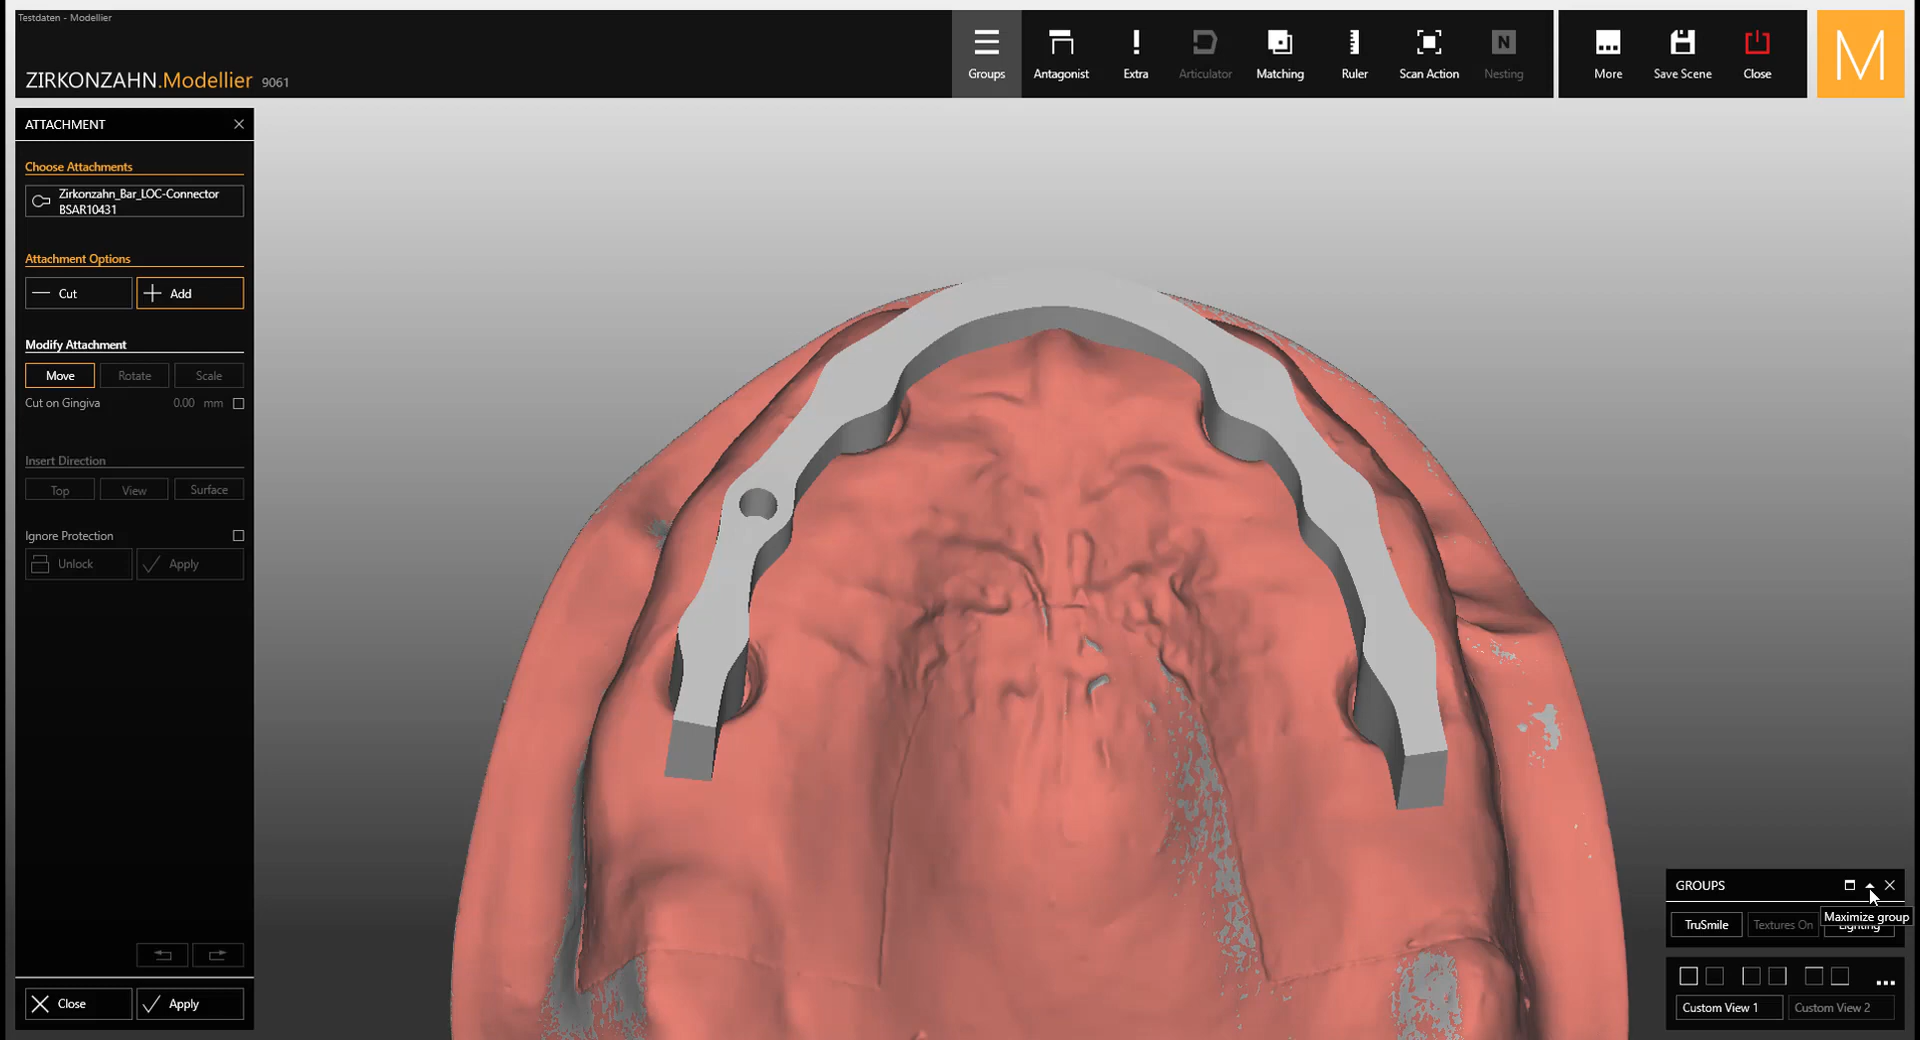 Testdaten - Modellier
ZIRKONZAHN.Modellier 9061
Groups
Antagonist
Extra
Articulator
Matching
Ruler
Scan Action
N
Nesting
More
Save Scene
Close
M
ATTACHMENT
Choose Attachments
Zirkonzahn_Bar_LOC-Connector
BSAR10431
Attachment Options
Cut
Add
Modify Attachment
Move
Rotate
Scale
Cut on Gingiva 0.00 mm
Insert Direction
Top
View
Surface
Ignore Protection
Unlock
Apply
Close
Apply
GROUPS
Maximize group
TruSmile
Textures On
Lighting
Custom View 1
Custom View 2